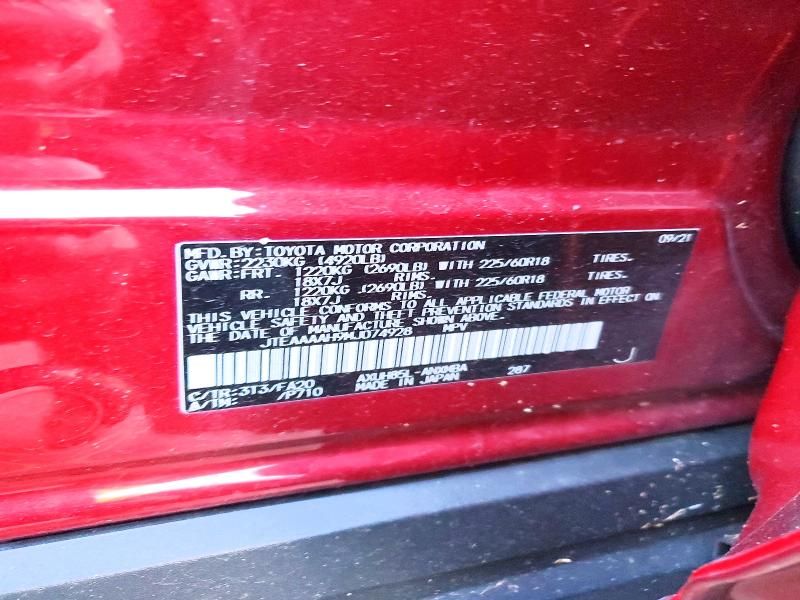 MFD. BY: TOYOTA MOTOR CORPORATION 09/21
GVWR: 2230KG (4920LB)
GAWR: FRT. 1220KG (2690LB) WITH 225/60R18 TIRES.
18X7J RIMS.
RR. 1220KG (2690LB) WITH 225/60R18 TIRES.
18X7J RIMS.
THIS VEHICLE CONFORMS TO ALL APPLICABLE FEDERAL MOTOR
VEHICLE SAFETY, BUMPER, AND THEFT PREVENTION STANDARDS IN EFFECT ON
THE DATE OF MANUFACTURE SHOWN ABOVE.
JTEAAAAH9MJ074928 MPV
C/TR: 3T3/FA20 AXUH85L-ANXMBA 287 J
A/TM: /P710 MADE IN JAPAN